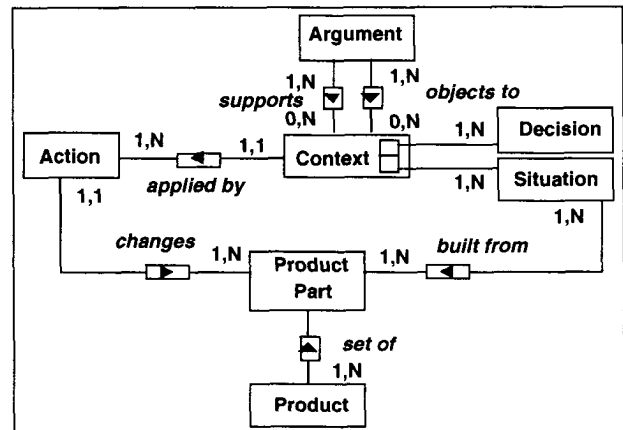 Argument
1,N 1,N
supports objects to
0,N 0,N
1,N Decision
Action 1,N 1,1 Context
applied by
1,N Situation
1,1 1,N
changes built from
1,N Product Part 1,N
set of
1,N
Product